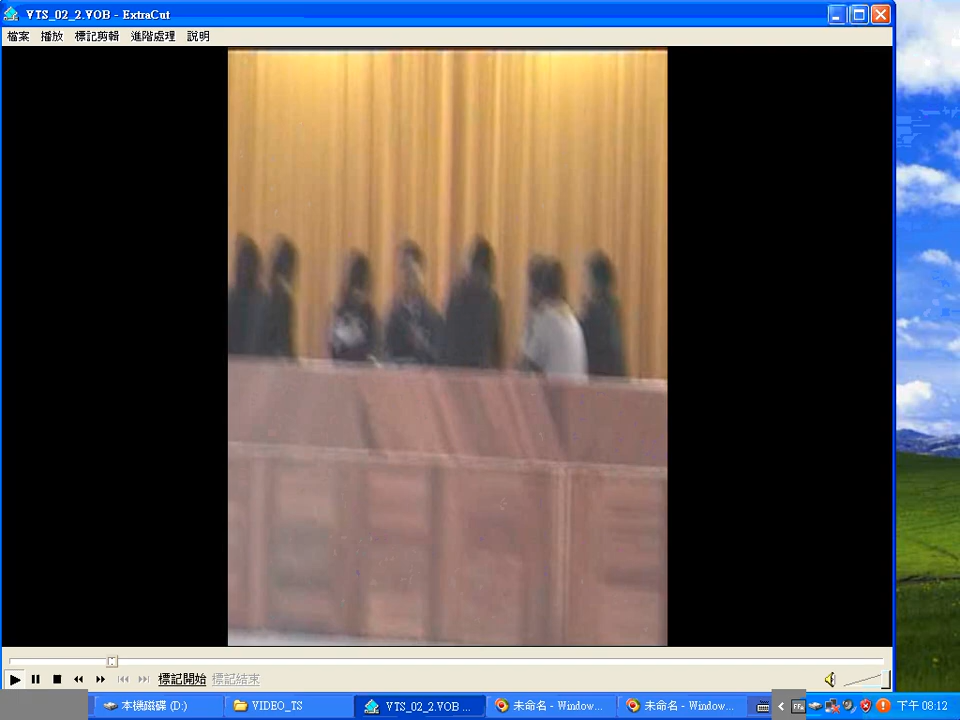 VTS_02_2.VOB - ExtraCut
檔案 播放 標記剪輯 進階處理 說明
標記開始 標記結束
本機磁碟 (D:) VIDEO_TS VTS_02_2.VOB ... 未命名 - Window... 未命名 - Window... 下午 08:12